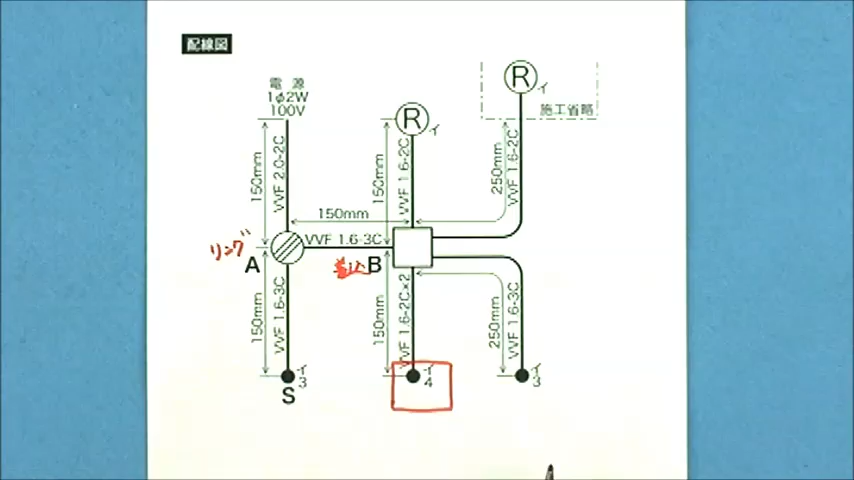 配線図
電源
1φ2W
100V
R イ
R イ
施工省略
150mm
VVF 2.0-2C
150mm
VVF 1.6-2C
250mm
VVF 1.6-2C
150mm
リング
VVF 1.6-3C
A
差込
B
150mm
VVF 1.6-3C
150mm
VVF 1.6-2C×2
250mm
VVF 1.6-3C
イ
3
イ
4
イ
3
S